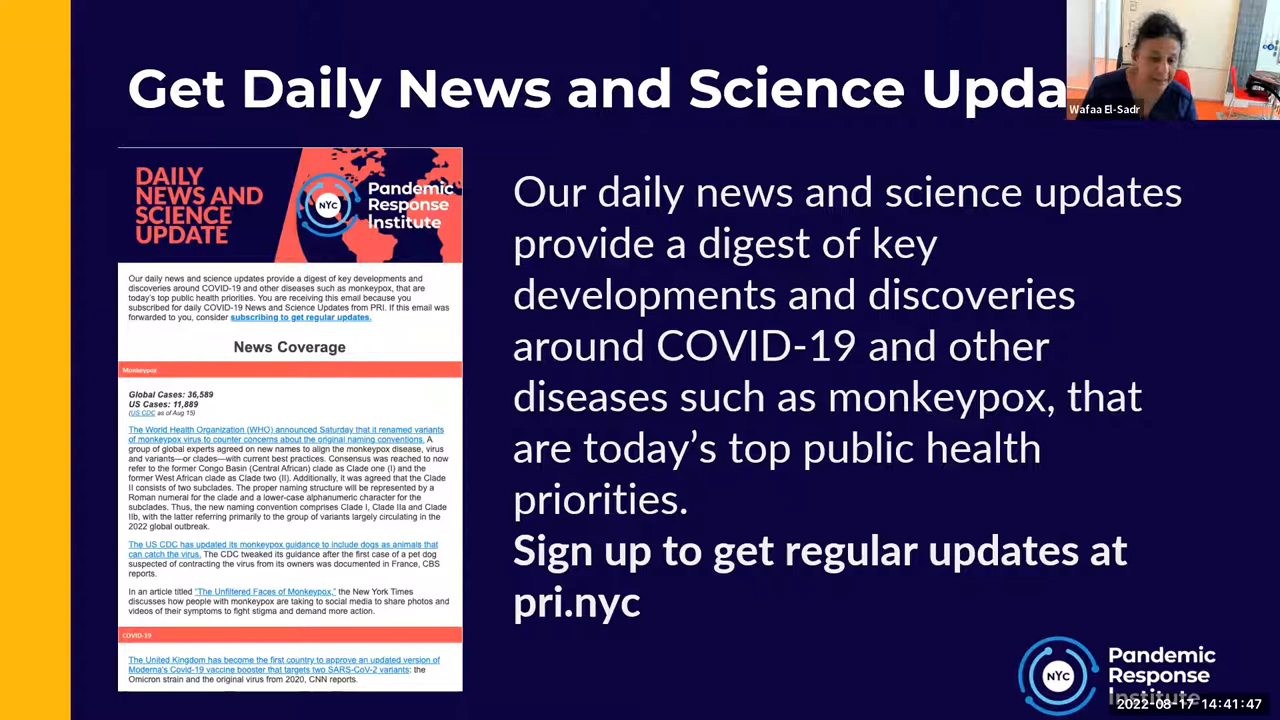 Get Daily News and Science Upda
Wafaa El-Sadr
DAILY
NEWS AND
SCIENCE
UPDATE
NYC
Pandemic
Response
Institute
Our daily news and science updates provide a digest of key developments and
discoveries around COVID-19 and other diseases such as monkeypox, that are
today's top public health priorities. You are receiving this email because you
subscribed for daily COVID-19 News and Science Updates from PRI. If this email was
forwarded to you, consider subscribing to get regular updates.
News Coverage
Monkeypox
Global Cases: 36,589
US Cases: 11,889
(US CDC as of Aug 15)
The World Health Organization (WHO) announced Saturday that it renamed variants
of monkeypox virus to counter concerns about the original naming conventions. A
group of global experts agreed on new names to align the monkeypox disease, virus
and variants—or clades—with current best practices. Consensus was reached to now
refer to the former Congo Basin (Central African) clade as Clade one (I) and the
former West African clade as Clade two (II). Additionally, it was agreed that the Clade
II consists of two subclades. The proper naming structure will be represented by a
Roman numeral for the clade and a lower-case alphanumeric character for the
subclades. Thus, the new naming convention comprises Clade I, Clade IIa and Clade
IIb, with the latter referring primarily to the group of variants largely circulating in the
2022 global outbreak.
The US CDC has updated its monkeypox guidance to include dogs as animals that
can catch the virus. The CDC tweaked its guidance after the first case of a pet dog
suspected of contracting the virus from its owners was documented in France, CBS
reports.
In an article titled "The Unfiltered Faces of Monkeypox," the New York Times
discusses how people with monkeypox are taking to social media to share photos and
videos of their symptoms to fight stigma and demand more action.
COVID-19
The United Kingdom has become the first country to approve an updated version of
Moderna's Covid-19 vaccine booster that targets two SARS-CoV-2 variants: the
Omicron strain and the original virus from 2020, CNN reports.
Our daily news and science updates
provide a digest of key
developments and discoveries
around COVID-19 and other
diseases such as monkeypox, that
are today's top public health
priorities.
Sign up to get regular updates at
pri.nyc
NYC
Pandemic
Response
Institute
2022-08-17 14:41:47